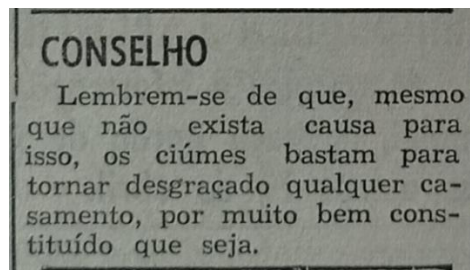 CONSELHO
Lembrem-se de que, mesmo
que não exista causa para
isso, os ciúmes bastam para
tornar desgraçado qualquer ca-
samento, por muito bem cons-
tituído que seja.